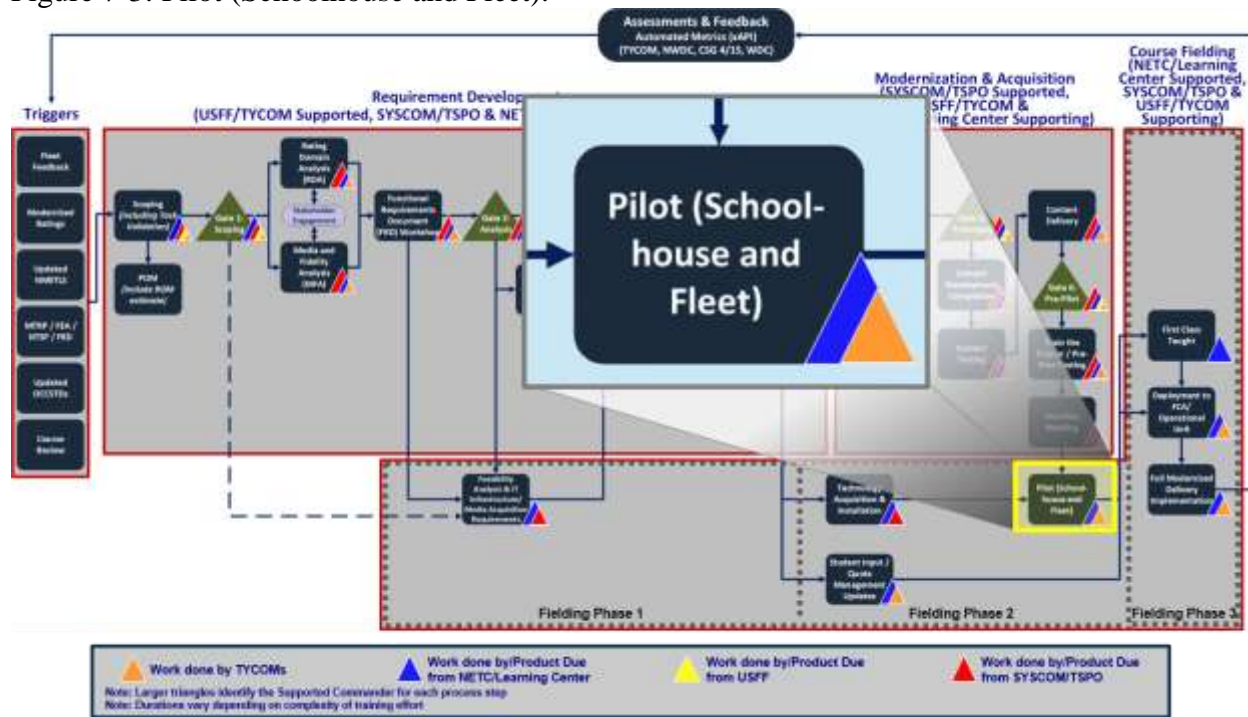 Figure 7-3: Pilot (Schoolhouse and Fleet).
Assessments & Feedback
Automated Metrics (xAPI)
(TYCOM, NWDC, CSG 4/15, WDC)
Triggers
Fleet
Feedback
Modernized
Ratings
Updated
NMETLS
MTRP / FEA /
NTSP / FRD
Updated
OCCSTDs
Course
Review
Requirement Develop
(USFF/TYCOM Supported, SYSCOM/TSPO & NET
Scoping
(Including Task
Validation)
POM
(Include ROM
estimate)
Gate 1:
Scoping
Rating
Domain
Analysis
(RDA)
Stakeholder
Engagement
Media and
Fidelity
Analysis
(MFA)
Functional
Requirements
Document
(FRD) Workshop
Gate 2:
Analysis
Pilot (School-
house and
Fleet)
Modernization & Acquisition
(SYSCOM/TSPO Supported,
SFF/TYCOM &
ing Center Supporting)
Content
Delivery
Gate 4:
Pre-Pilot
Pilot (School-
house and
Fleet)
Course Fielding
(NETC/Learning
Center Supported,
SYSCOM/TSPO &
USFF/TYCOM
Supporting)
First Class
Taught
Deployment to
FCA/
Operational
Unit
Full Modernized
Delivery
Implementation
Feasibility
Analysis & IT
Infrastructure/
Media Acquisition
Requirements
Technology
Acquisition &
Installation
Student Input /
Quota
Management
Updates
Fielding Phase 1
Fielding Phase 2
Fielding Phase 3
Work done by TYCOMs
Work done by/Product Due
from NETC/Learning Center
Work done by/Product Due
from USFF
Work done by/Product Due
from SYSCOM/TSPO
Note: Larger triangles identify the Supported Commander for each process step
Note: Durations vary depending on complexity of training effort